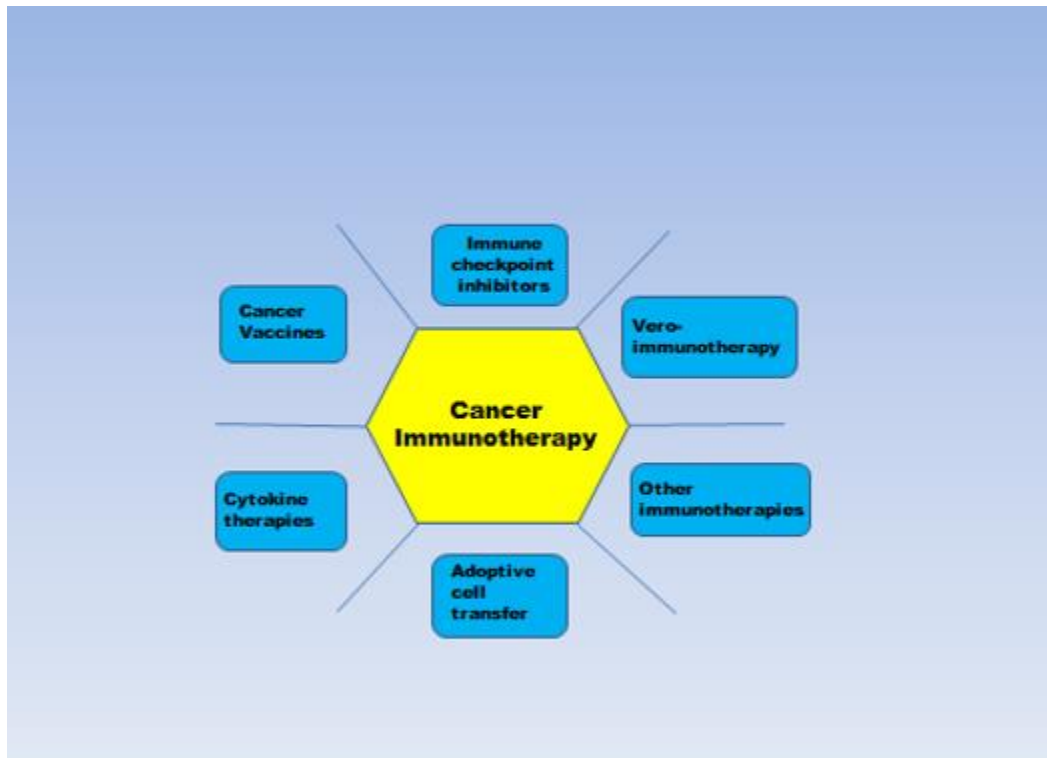 Immune
checkpoint
inhibitors
Cancer
Vaccines
Vero-
immunotherapy
Cancer
Immunotherapy
Cytokine
therapies
Other
immunotherapies
Adoptive
cell
transfer